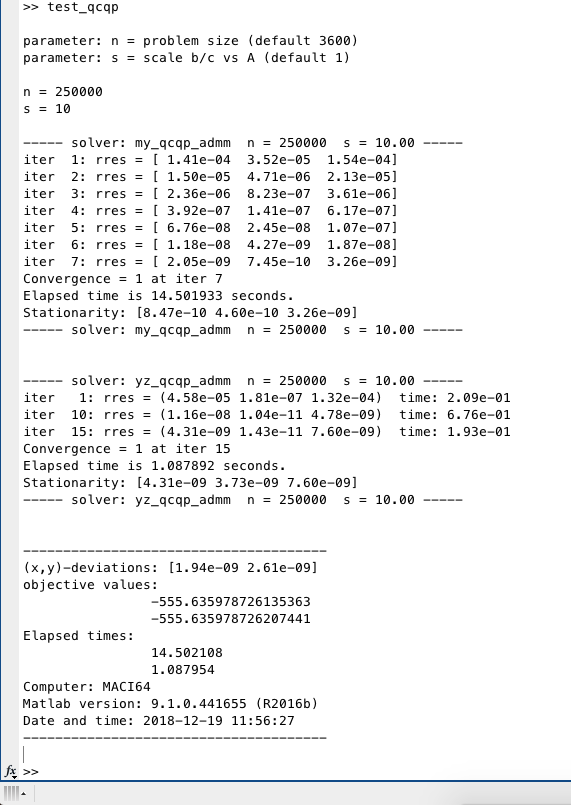 >> test_qcqp
parameter: n = problem size (default 3600)
parameter: s = scale b/c vs A (default 1)
n = 250000
s = 10
----- solver: my_qcqp_admm  n = 250000  s = 10.00 -----
iter  1: rres = [ 1.41e-04  3.52e-05  1.54e-04]
iter  2: rres = [ 1.50e-05  4.71e-06  2.13e-05]
iter  3: rres = [ 2.36e-06  8.23e-07  3.61e-06]
iter  4: rres = [ 3.92e-07  1.41e-07  6.17e-07]
iter  5: rres = [ 6.76e-08  2.45e-08  1.07e-07]
iter  6: rres = [ 1.18e-08  4.27e-09  1.87e-08]
iter  7: rres = [ 2.05e-09  7.45e-10  3.26e-09]
Convergence = 1 at iter 7
Elapsed time is 14.501933 seconds.
Stationarity: [8.47e-10 4.60e-10 3.26e-09]
----- solver: my_qcqp_admm  n = 250000  s = 10.00 -----
----- solver: yz_qcqp_admm  n = 250000  s = 10.00 -----
iter   1: rres = (4.58e-05 1.81e-07 1.32e-04)  time: 2.09e-01
iter  10: rres = (1.16e-08 1.04e-11 4.78e-09)  time: 6.76e-01
iter  15: rres = (4.31e-09 1.43e-11 7.60e-09)  time: 1.93e-01
Convergence = 1 at iter 15
Elapsed time is 1.087892 seconds.
Stationarity: [4.31e-09 3.73e-09 7.60e-09]
----- solver: yz_qcqp_admm  n = 250000  s = 10.00 -----
--------------------------------------
(x,y)-deviations: [1.94e-09 2.61e-09]
objective values:
-555.635978726135363
-555.635978726207441
Elapsed times:
14.502108
1.087954
Computer: MACI64
Matlab version: 9.1.0.441655 (R2016b)
Date and time: 2018-12-19 11:56:27
--------------------------------------
fx >>